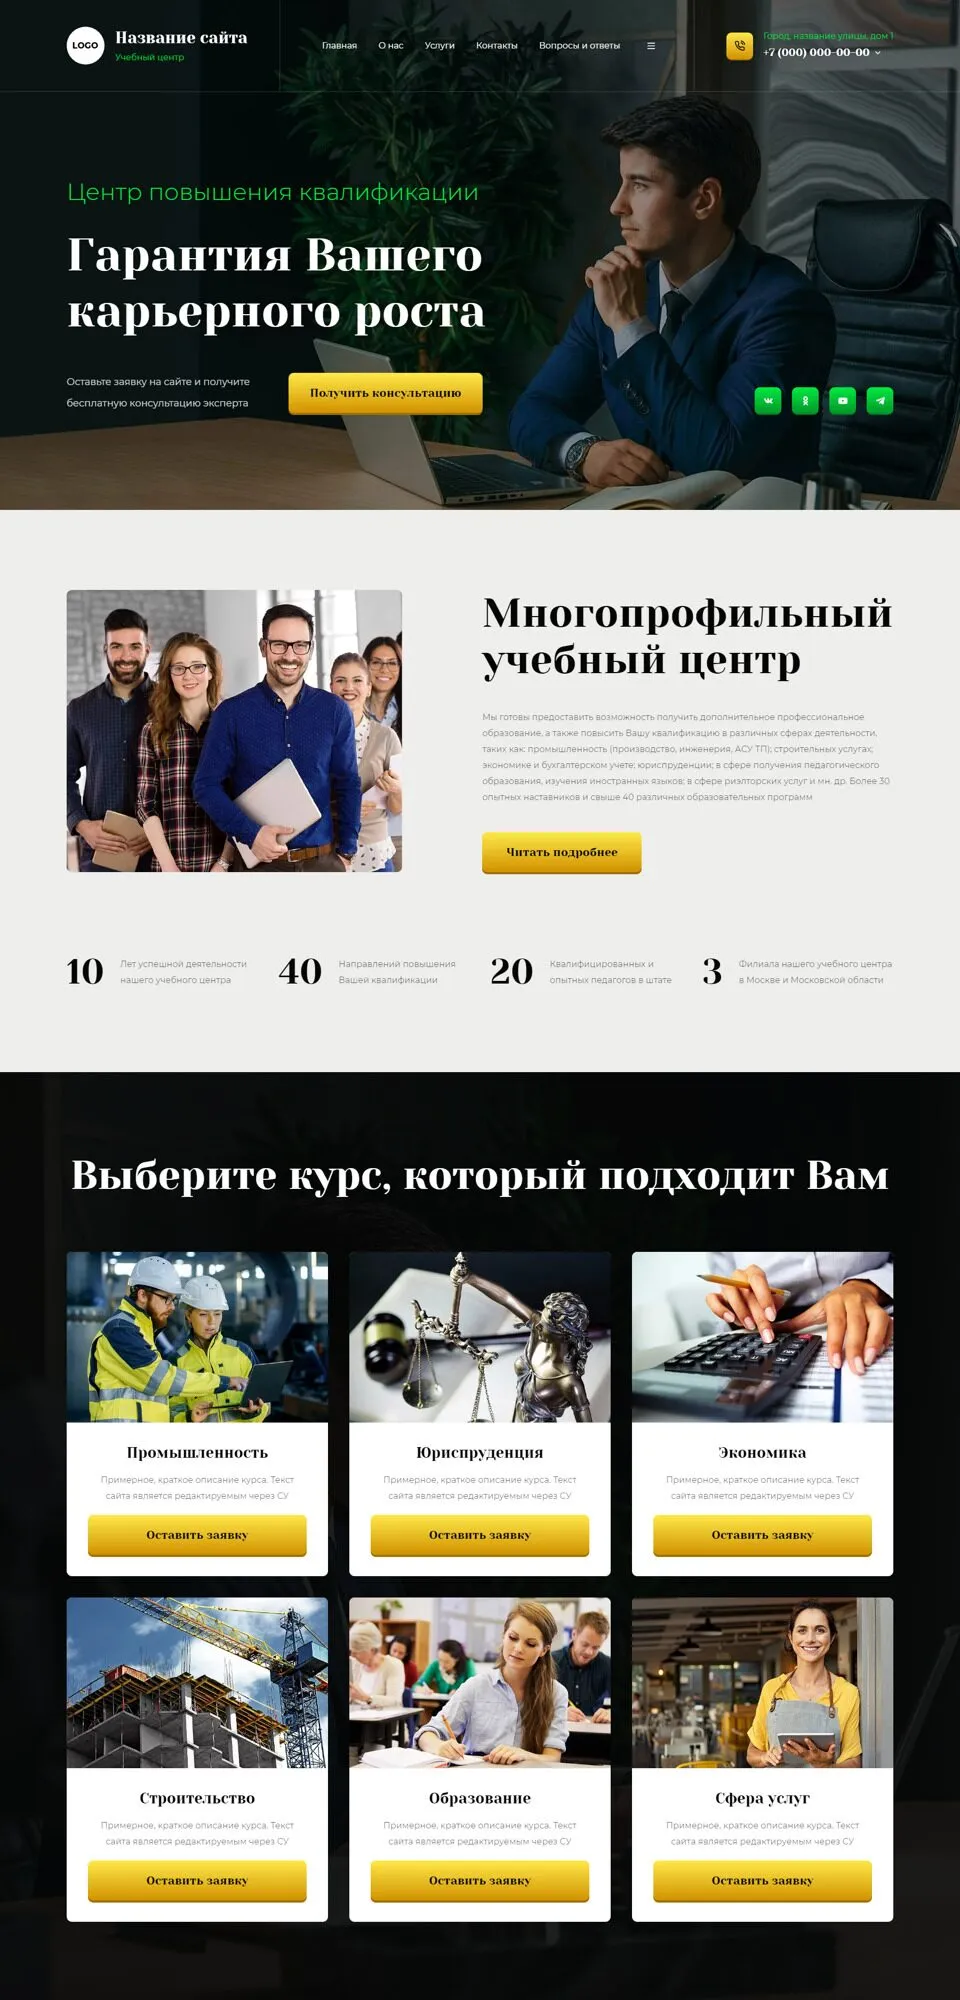 LOGO
Название сайта
Учебный центр
Главная
О нас
Услуги
Контакты
Вопросы и ответы
Город, название улицы, дом 1
+7 (000) 000-00-00
Центр повышения квалификации
Гарантия Вашего
карьерного роста
Оставьте заявку на сайте и получите
бесплатную консультацию эксперта
Получить консультацию
Многопрофильный
учебный центр
Мы готовы предоставить возможность получить дополнительное профессиональное
образование, а также повысить Вашу квалификацию в различных сферах деятельности,
таких как: промышленность (производство, инженерия, АСУ ТП); строительных услугах;
экономике и бухгалтерском учете; юриспруденции; в сфере получения педагогического
образования, изучения иностранных языков; в сфере риэлторских услуг и мн. др. Более 30
опытных наставников и свыше 40 различных образовательных программ
Читать подробнее
10
Лет успешной деятельности
нашего учебного центра
40
Направлений повышения
Вашей квалификации
20
Квалифицированных и
опытных педагогов в штате
3
Филиала нашего учебного центра
в Москве и Московской области
Выберите курс, который подходит Вам
Промышленность
Примерное, краткое описание курса. Текст
сайта является редактируемым через СУ
Оставить заявку
Юриспруденция
Примерное, краткое описание курса. Текст
сайта является редактируемым через СУ
Оставить заявку
Экономика
Примерное, краткое описание курса. Текст
сайта является редактируемым через СУ
Оставить заявку
Строительство
Примерное, краткое описание курса. Текст
сайта является редактируемым через СУ
Оставить заявку
Образование
Примерное, краткое описание курса. Текст
сайта является редактируемым через СУ
Оставить заявку
Сфера услуг
Примерное, краткое описание курса. Текст
сайта является редактируемым через СУ
Оставить заявку